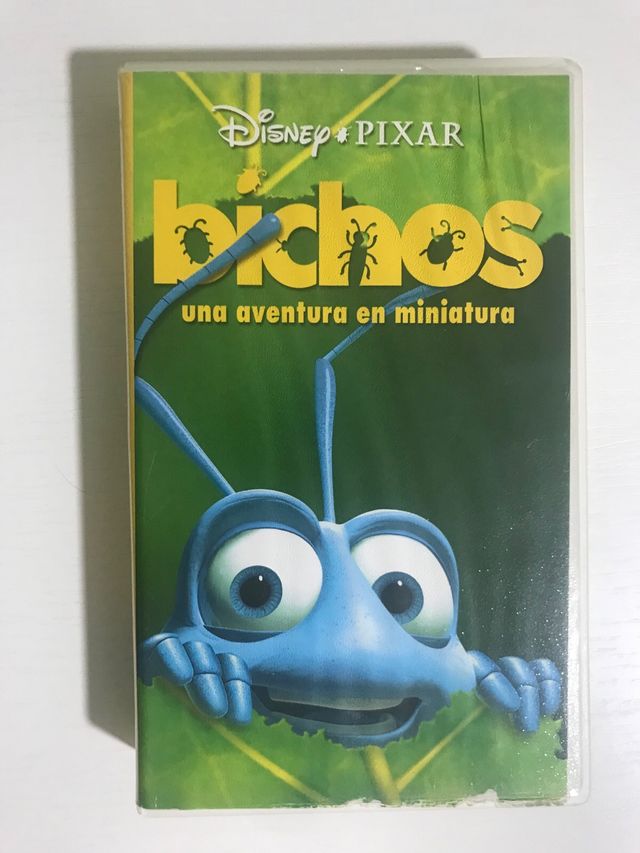 Disney PIXAR
bichos
una aventura en miniatura